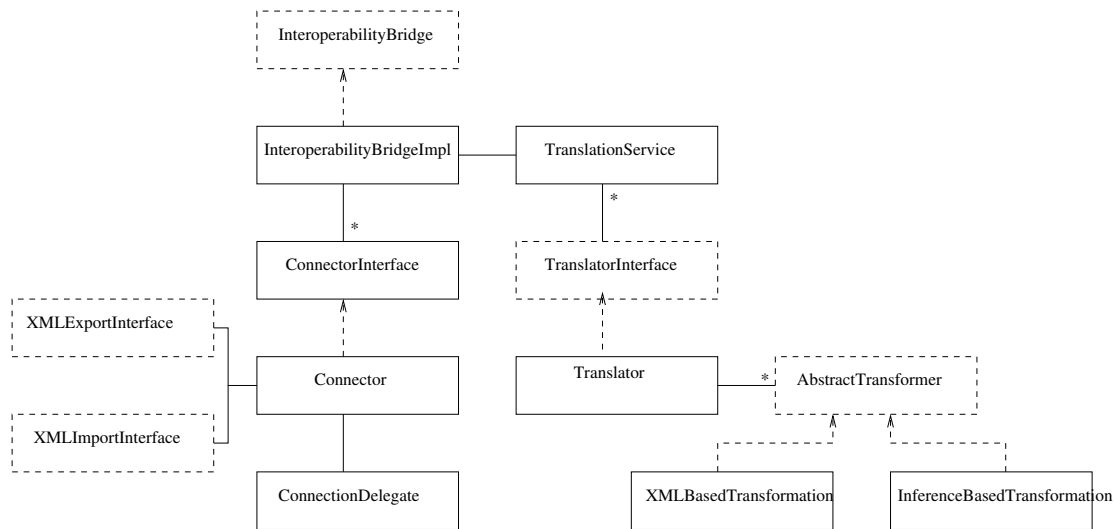 InteroperabilityBridge
InteroperabilityBridgeImpl
TranslationService
*
*
ConnectorInterface
TranslatorInterface
XMLExportInterface
Connector
Translator
*
AbstractTransformer
XMLImportInterface
ConnectionDelegate
XMLBasedTransformation
InferenceBasedTransformation